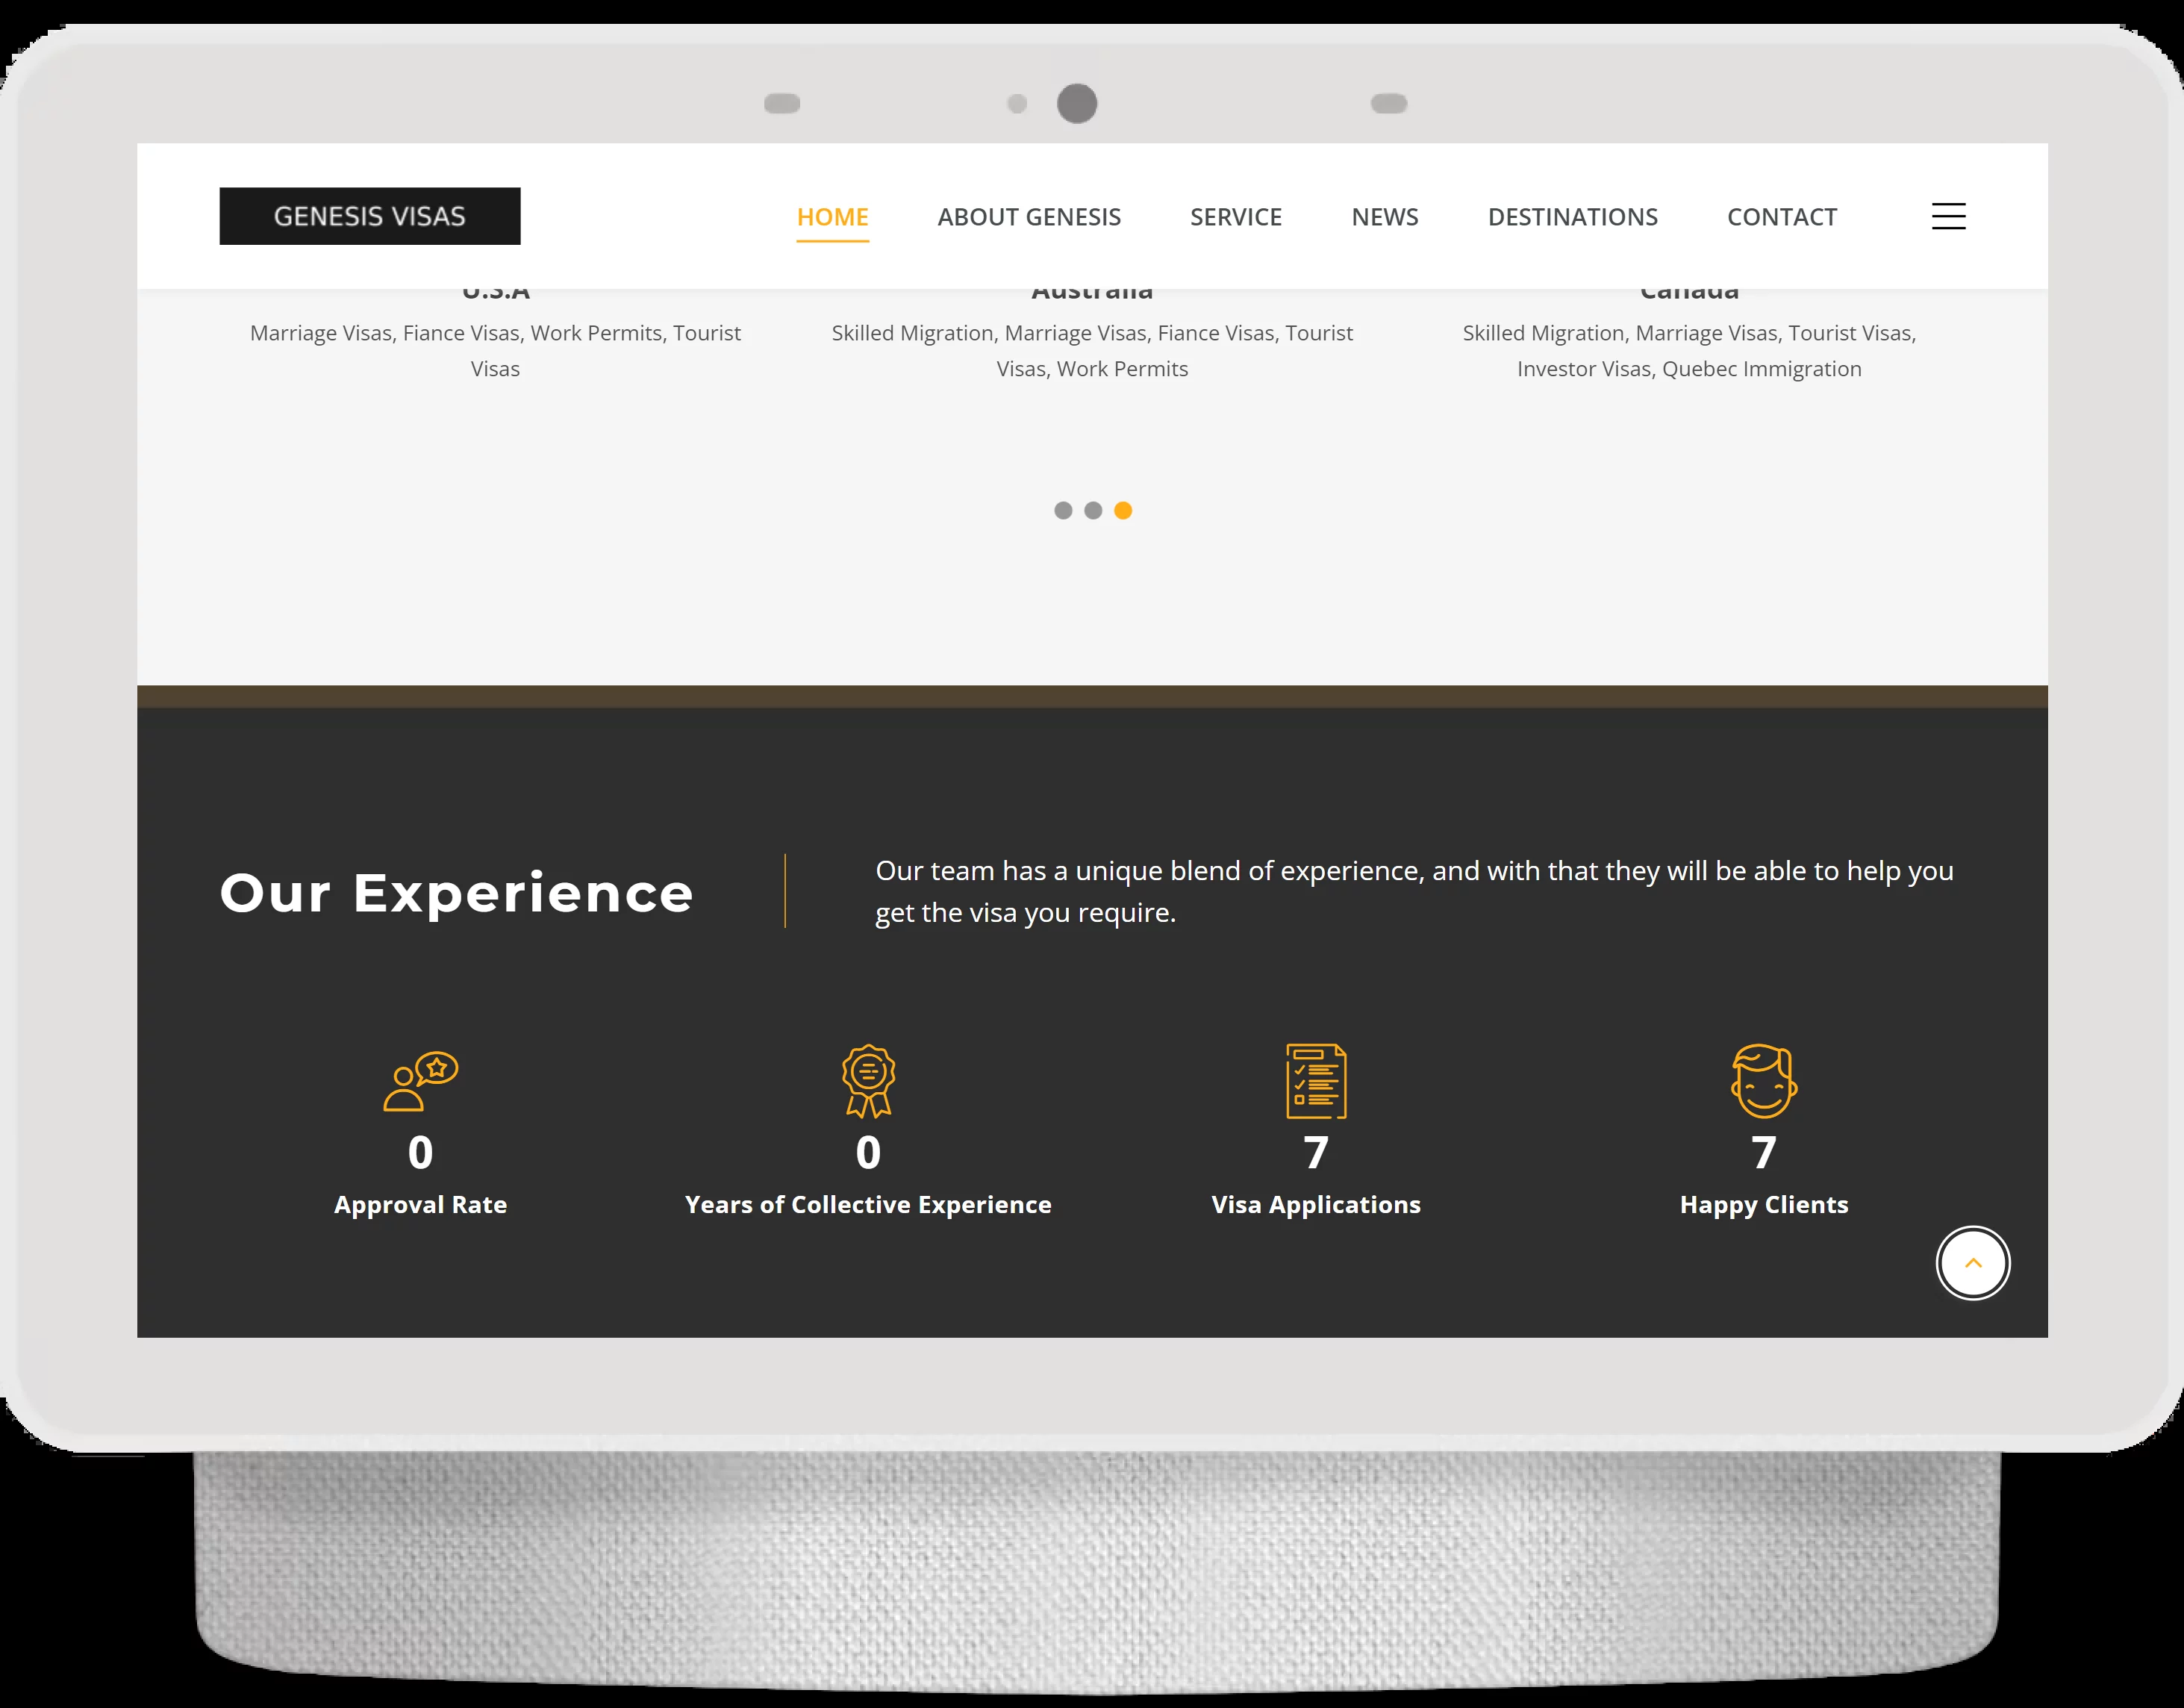 GENESIS VISAS
HOME
ABOUT GENESIS
SERVICE
NEWS
DESTINATIONS
CONTACT
U.S.A
Marriage Visas, Fiance Visas, Work Permits, Tourist
Visas
Australia
Skilled Migration, Marriage Visas, Fiance Visas, Tourist
Visas, Work Permits
Canada
Skilled Migration, Marriage Visas, Tourist Visas,
Investor Visas, Quebec Immigration
Our Experience
Our team has a unique blend of experience, and with that they will be able to help you
get the visa you require.
0
Approval Rate
0
Years of Collective Experience
7
Visa Applications
7
Happy Clients